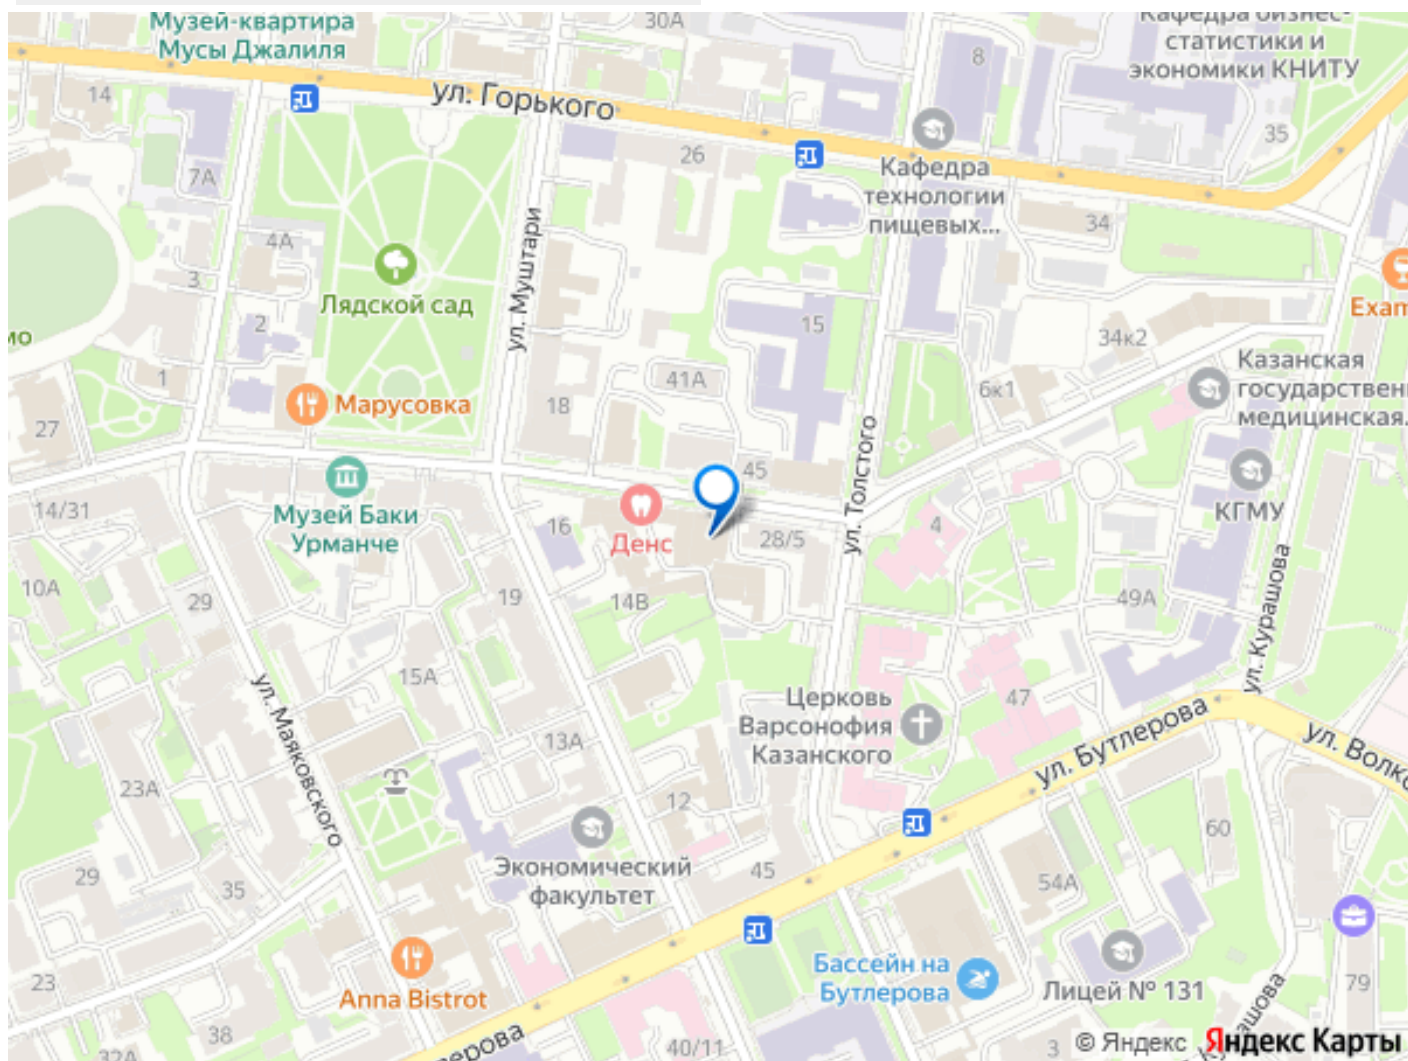 Музей-квартира
Мусы Джалиля
30А
Кафедра бизнес-
статистики и
экономики КНИТУ
8
14
ул. Горького
35
26
7А
Кафедра
технологии
пищевых...
34
ул. Муштари
4А
3
Лядской сад
2
15
34к2
Exam
ио
1
41А
6к1
Казанская
государственн
медицинская.
Марусовка
18
27
ул. Толстого
45
КГМУ
14/31
Музей Баки
Урманче
16
Денс
28/5
4
10А
29
19
14В
49А
ул. Курашова
15А
ул. Маяковского
47
Церковь
Варсонофия
Казанского
13А
ул. Бутлерова
ул. Волко
23А
12
60
Экономический
факультет
45
54А
29
35
Бассейн на
Бутлерова
Лицей № 131
23
Anna Bistrot
79
38
32А
тлерова
40/11
3
© Яндекс
Яндекс Карты